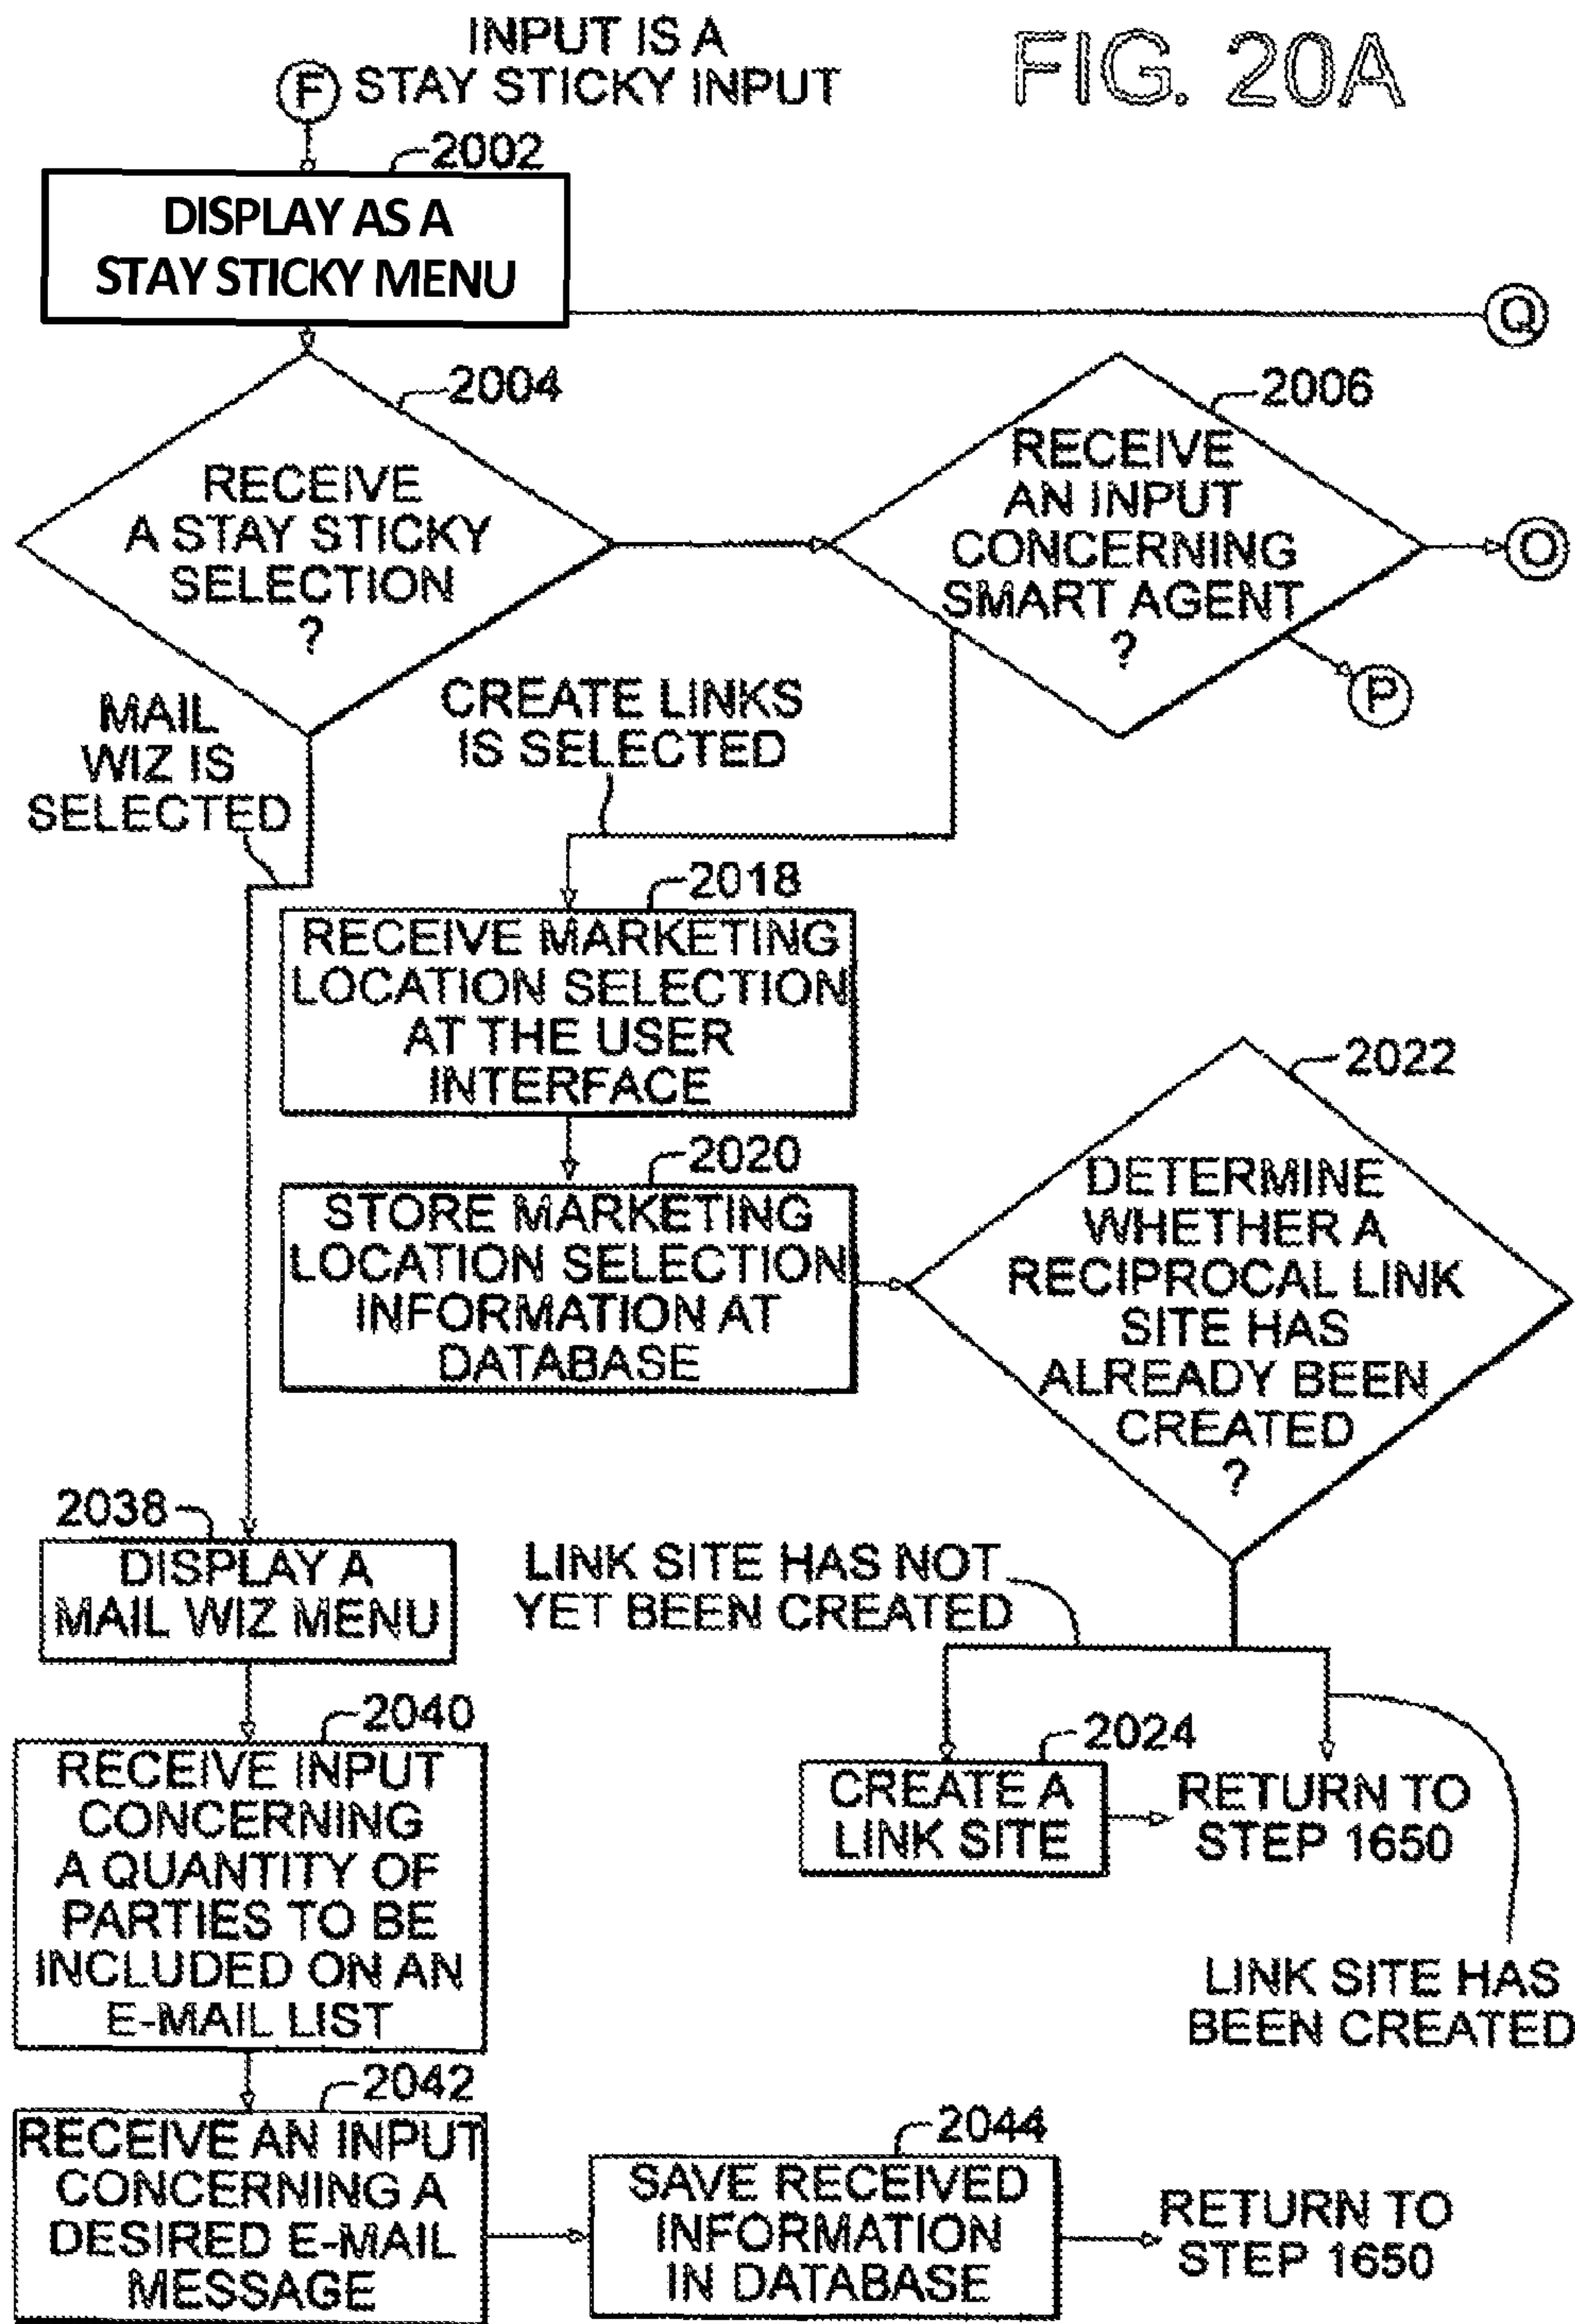 FIG. 20A
INPUT IS A
STAY STICKY INPUT
F
2002
DISPLAY AS A
STAY STICKY MENU
Q
2004
RECEIVE
A STAY STICKY
SELECTION
?
2006
RECEIVE
AN INPUT
CONCERNING
SMART AGENT
?
O
P
MAIL
WIZ IS
SELECTED
CREATE LINKS
IS SELECTED
2018
RECEIVE MARKETING
LOCATION SELECTION
AT THE USER
INTERFACE
2020
STORE MARKETING
LOCATION SELECTION
INFORMATION AT
DATABASE
2022
DETERMINE
WHETHER A
RECIPROCAL LINK
SITE HAS
ALREADY BEEN
CREATED
?
LINK SITE HAS NOT
YET BEEN CREATED
2024
CREATE A
LINK SITE
RETURN TO
STEP 1650
LINK SITE HAS
BEEN CREATED
2038
DISPLAY A
MAIL WIZ MENU
2040
RECEIVE INPUT
CONCERNING
A QUANTITY OF
PARTIES TO BE
INCLUDED ON AN
E-MAIL LIST
2042
RECEIVE AN INPUT
CONCERNING A
DESIRED E-MAIL
MESSAGE
2044
SAVE RECEIVED
INFORMATION
IN DATABASE
RETURN TO
STEP 1650